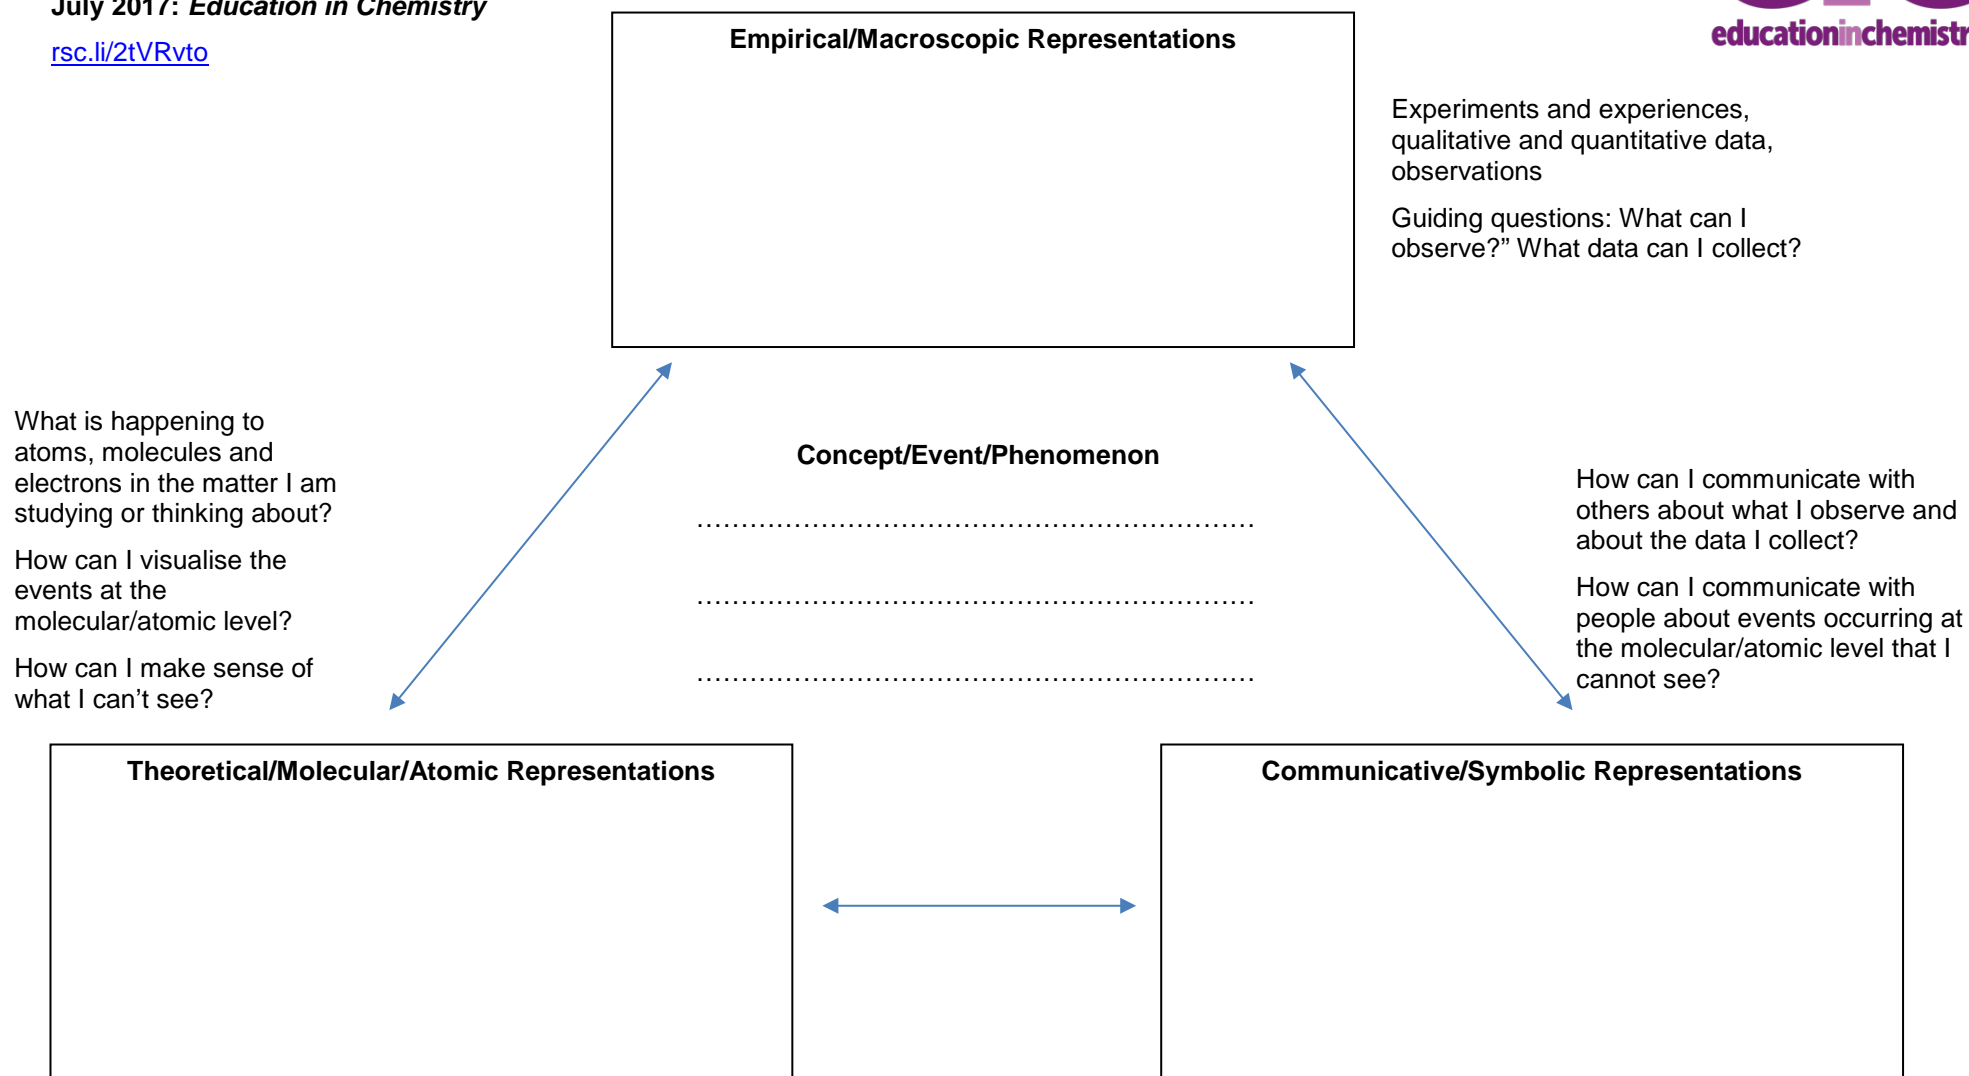 July 2017: Education in Chemistry
rsc.li/2tVRvto
educationinchemistr
Empirical/Macroscopic Representations
Experiments and experiences,
qualitative and quantitative data,
observations
Guiding questions: What can I
observe?” What data can I collect?
What is happening to
atoms, molecules and
electrons in the matter I am
studying or thinking about?
How can I visualise the
events at the
molecular/atomic level?
How can I make sense of
what I can’t see?
Concept/Event/Phenomenon
…………………………………………………………
…………………………………………………………
…………………………………………………………
How can I communicate with
others about what I observe and
about the data I collect?
How can I communicate with
people about events occurring at
the molecular/atomic level that I
cannot see?
Theoretical/Molecular/Atomic Representations
Communicative/Symbolic Representations